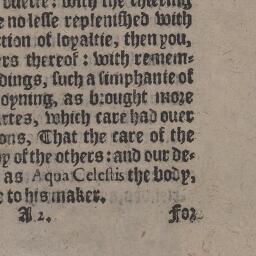 duetie: with the cheering
e no lesse replenished with
ction of loyaltie, then you,
ers thereof: with remem-
dings, such a simphanie of
oyning, as brought more
artes, which care had ouer
ons, That the care of the
y of the others: and our de-
as Aqua Celestis the body,
e to his maker.
A 2. For